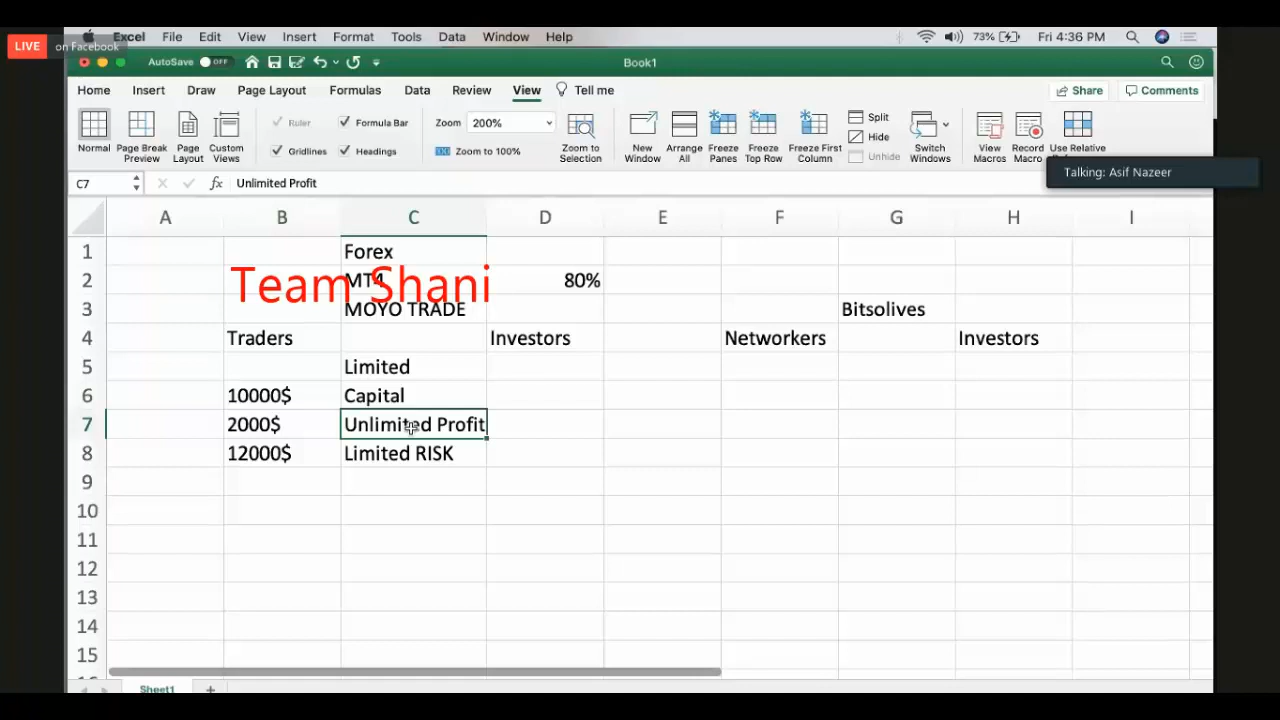 LIVE on Facebook
Excel File Edit View Insert Format Tools Data Window Help 73% Fri 4:36 PM
AutoSave OFF Book1
Home Insert Draw Page Layout Formulas Data Review View Tell me Share Comments
Normal Page Break Preview Page Layout Custom Views Ruler Formula Bar Gridlines Headings Zoom 200% Zoom to 100% Zoom to Selection New Window Arrange All Freeze Panes Freeze Top Row Freeze First Column Split Hide Unhide Switch Windows View Macros Record Macro Use Relative
Talking: Asif Nazeer
C7 fx Unlimited Profit
A B C D E F G H I
1 Forex
2 MT4 80%
Team Shani
3 MOYO TRADE Bitsolives
4 Traders Investors Networkers Investors
5 Limited
6 10000$ Capital
7 2000$ Unlimited Profit
8 12000$ Limited RISK
9
10
11
12
13
14
15
Sheet1 +